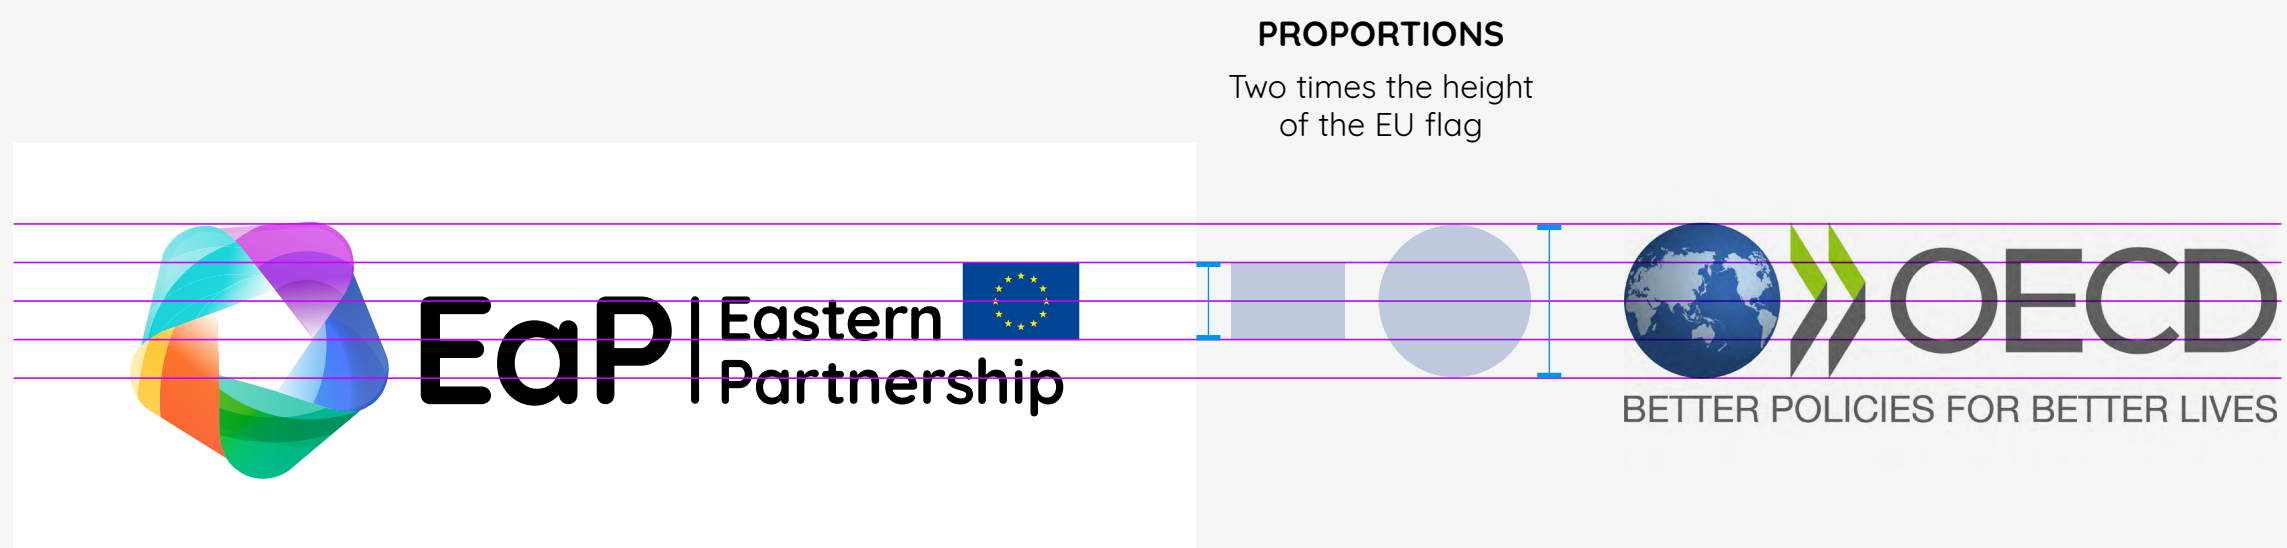 PROPORTIONS
Two times the height
of the EU flag
EaP
Eastern
Partnership
OECD
BETTER POLICIES FOR BETTER LIVES